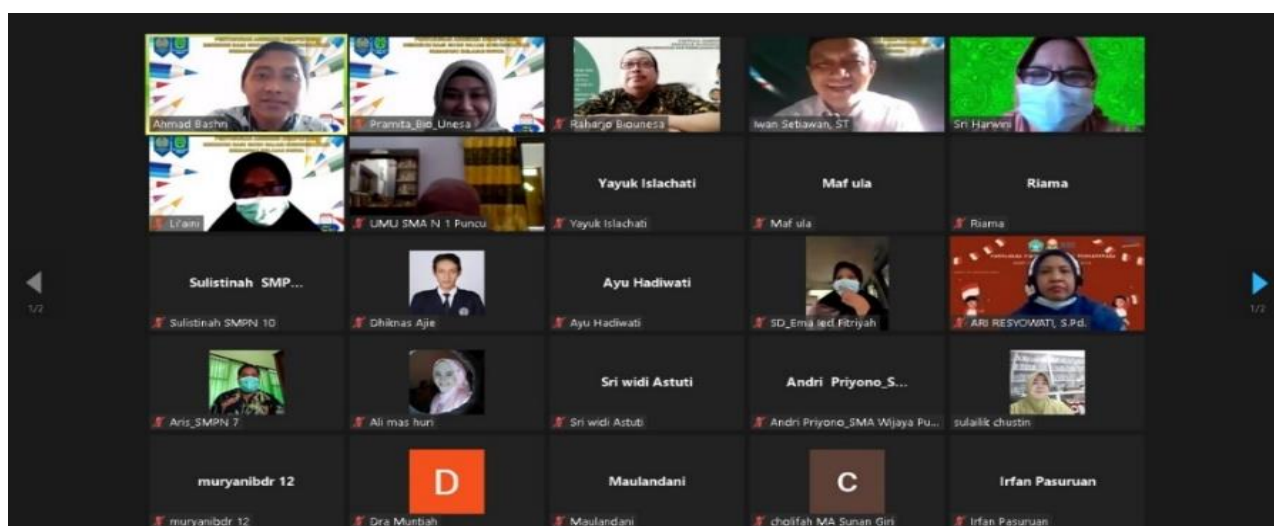 Ahmad Bashri
Pramita_Bio_Unesa
Raharjo Biounesa
Iwan Setiawan, ST
Sri Harwini
Li'aini
UMU SMA N 1 Puncu
Yayuk Islachati
Yayuk Islachati
Maf ula
Maf ula
Riama
Riama
1/2
1/2
Sulistinah SMP...
Sulistinah SMPN 10
Dhiknas Ajie
Ayu Hadiwati
Ayu Hadiwati
SD_Erna Ied Fitriyah
ARI RESYOWATI, S.Pd.
Aris_SMPN 7
Ali mas huri
Sri widi Astuti
Sri widi Astuti
Andri Priyono_S...
Andri Priyono_SMA Wijaya Pu...
sulailik chustin
muryanibdr 12
muryanibdr 12
D
Dra Muntiah
Maulandani
Maulandani
C
cholifah MA Sunan Giri
Irfan Pasuruan
Irfan Pasuruan